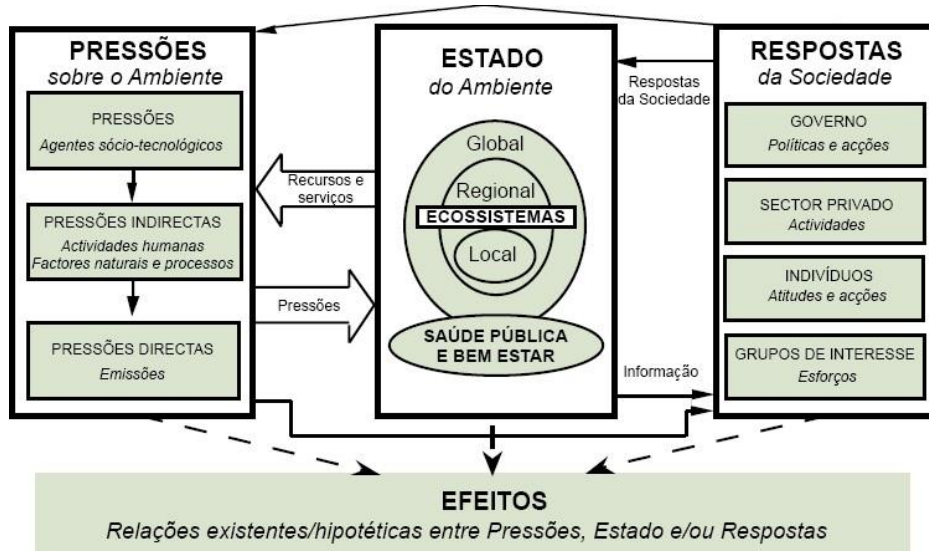 PRESSÕES
sobre o Ambiente
PRESSÕES
Agentes sócio-tecnológicos
PRESSÕES INDIRECTAS
Actividades humanas
Factores naturais e processos
PRESSÕES DIRECTAS
Emissões
Recursos e
serviços
Pressões
ESTADO
do Ambiente
Global
Regional
ECOSSISTEMAS
Local
SAÚDE PÚBLICA
E BEM ESTAR
Respostas
da Sociedade
Informação
RESPOSTAS
da Sociedade
GOVERNO
Políticas e acções
SECTOR PRIVADO
Actividades
INDIVÍDUOS
Atitudes e acções
GRUPOS DE INTERESSE
Esforços
EFEITOS
Relações existentes/hipotéticas entre Pressões, Estado e/ou Respostas